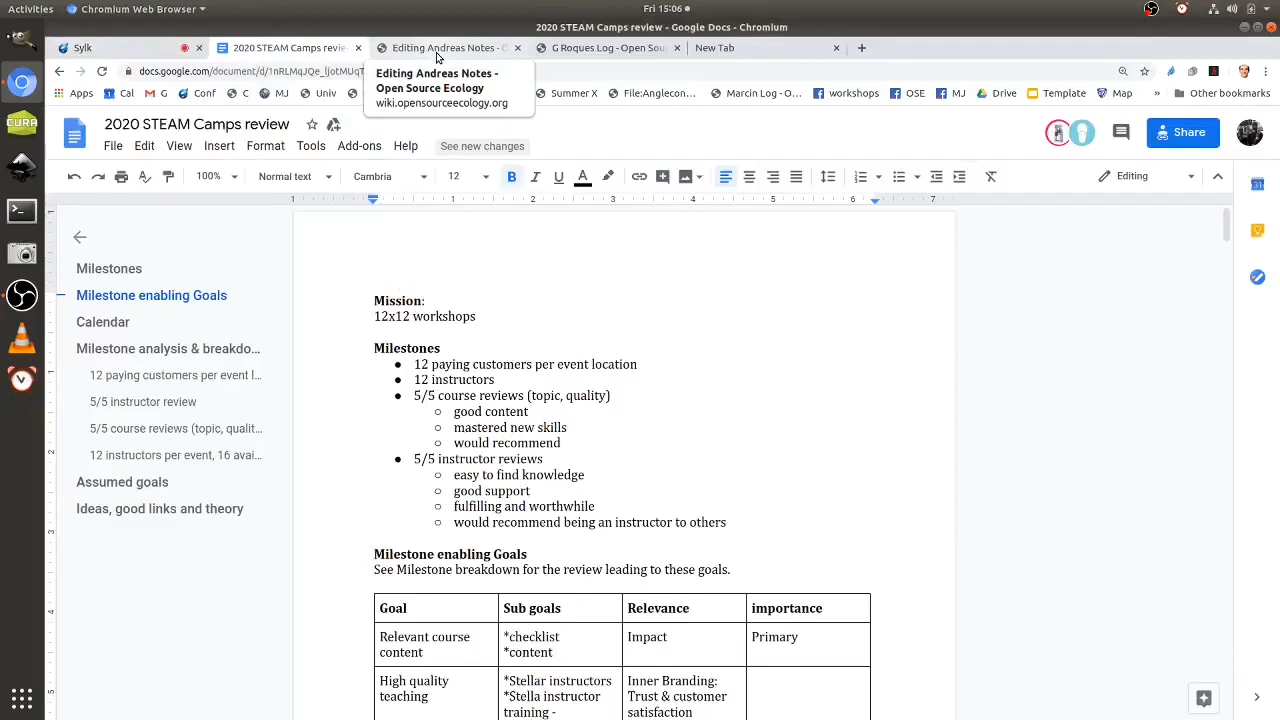 Activities
Chromium Web Browser
Fri 15:06
2020 STEAM Camps review - Google Docs - Chromium
Sylk
2020 STEAM Camps revie
Editing Andreas Notes - O
G Roques Log - Open Sou
New Tab
docs.google.com/document/d/1nRLMqJQe_ljotMUqT
Editing Andreas Notes -
Open Source Ecology
wiki.opensourceecology.org
Apps
Cal
G
Conf
C
MJ
Univ
Summer X
File:Anglecon...
Marcin Log - O...
workshops
OSE
MJ
Drive
Template
Map
»
Other bookmarks
2020 STEAM Camps review
File Edit View Insert Format Tools Add-ons Help
See new changes
Share
100%
Normal text
Cambria
12
B I U A
Editing
1 1 2 3 4 5 6 7
Milestones
Milestone enabling Goals
Calendar
Milestone analysis & breakdo...
12 paying customers per event l...
5/5 instructor review
5/5 course reviews (topic, qualit...
12 instructors per event, 16 avai...
Assumed goals
Ideas, good links and theory
Mission:
12x12 workshops
Milestones
● 12 paying customers per event location
● 12 instructors
● 5/5 course reviews (topic, quality)
○ good content
○ mastered new skills
○ would recommend
● 5/5 instructor reviews
○ easy to find knowledge
○ good support
○ fulfilling and worthwhile
○ would recommend being an instructor to others
Milestone enabling Goals
See Milestone breakdown for the review leading to these goals.
Goal
Sub goals
Relevance
importance
Relevant course
content
*checklist
*content
Impact
Primary
High quality
teaching
*Stellar instructors
*Stella instructor
training -
Inner Branding:
Trust & customer
satisfaction
CURA